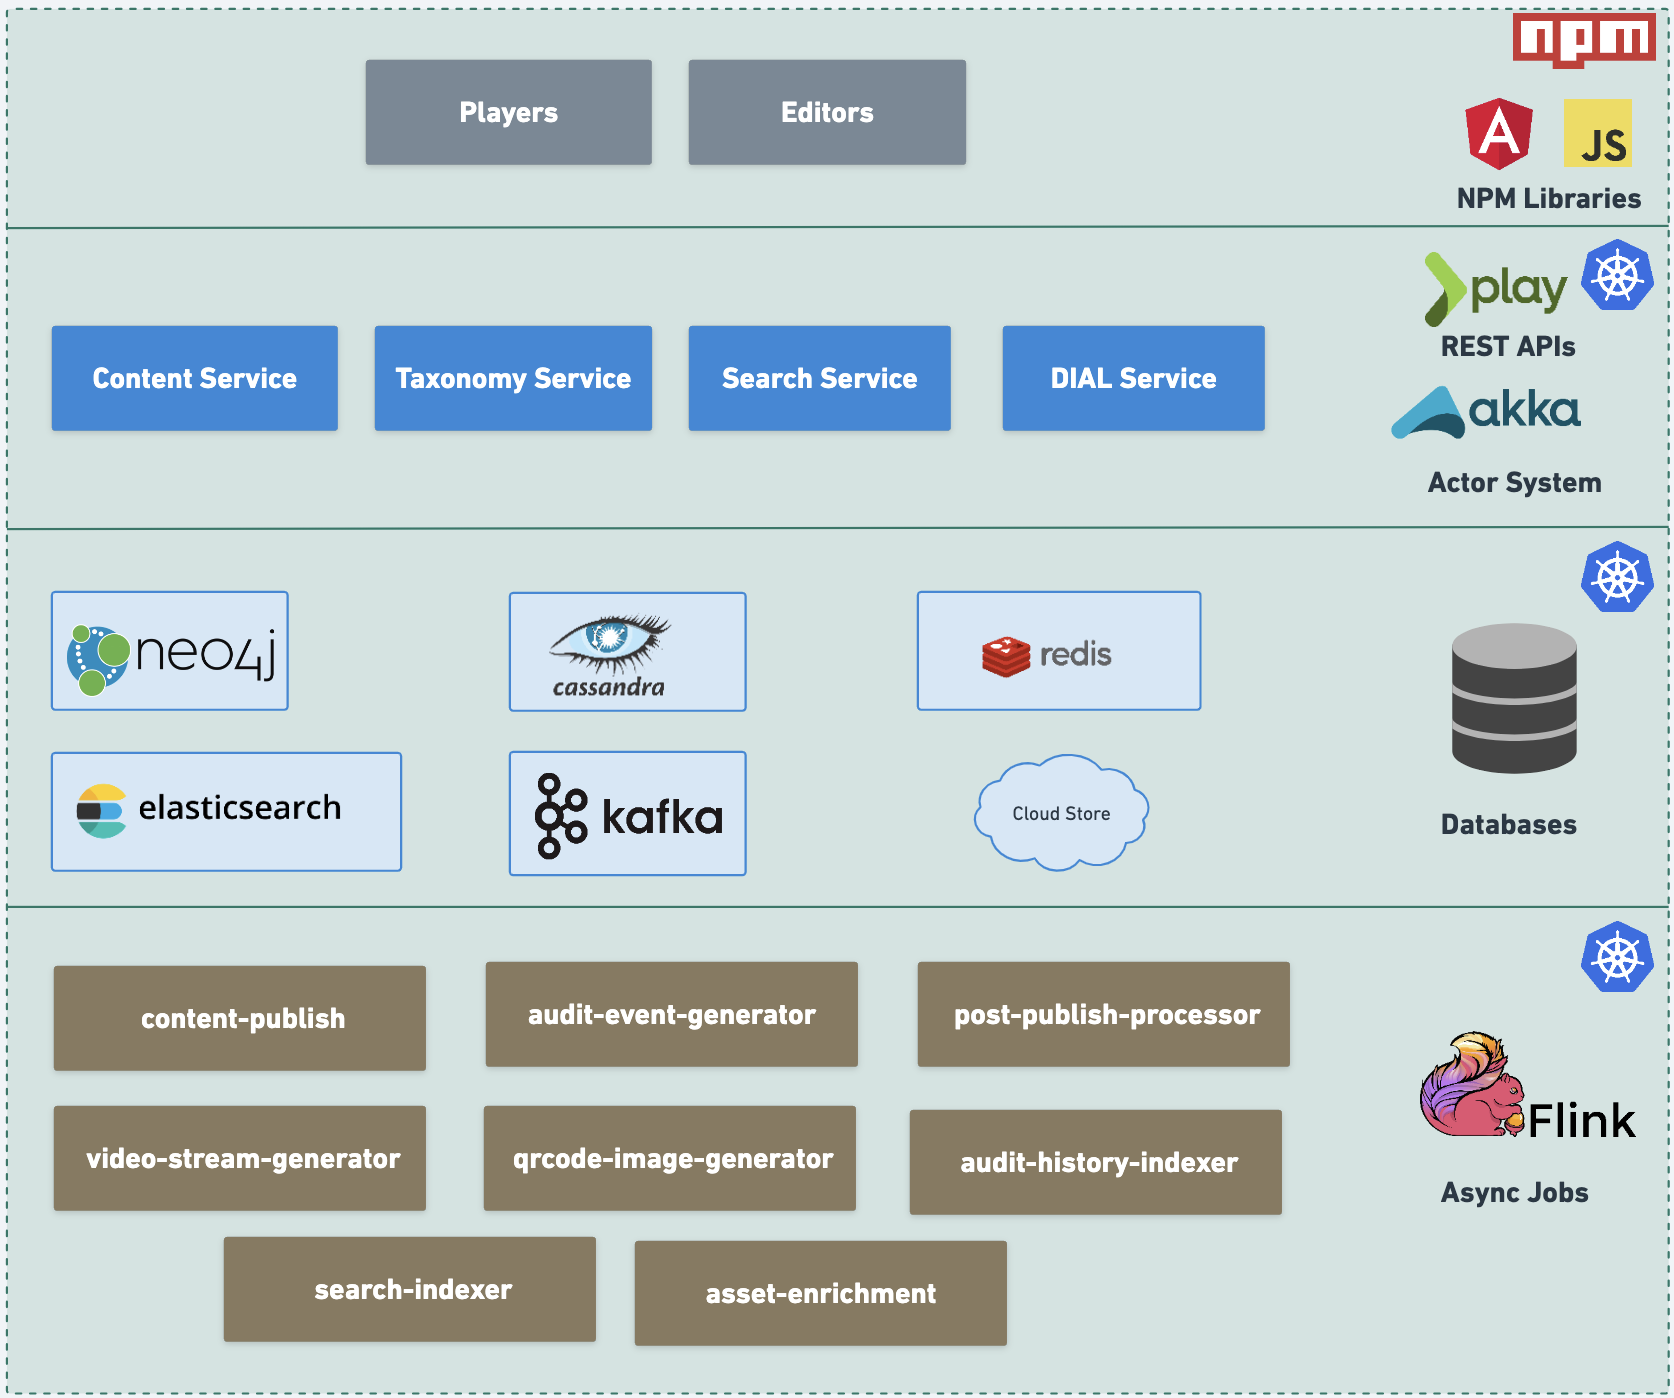 npm
Players
Editors
JS
NPM Libraries
play
REST APIs
Content Service
Taxonomy Service
Search Service
DIAL Service
akka
Actor System
neo4j
cassandra
redis
elasticsearch
kafka
Cloud Store
Databases
content-publish
audit-event-generator
post-publish-processor
Flink
video-stream-generator
qrcode-image-generator
audit-history-indexer
Async Jobs
search-indexer
asset-enrichment